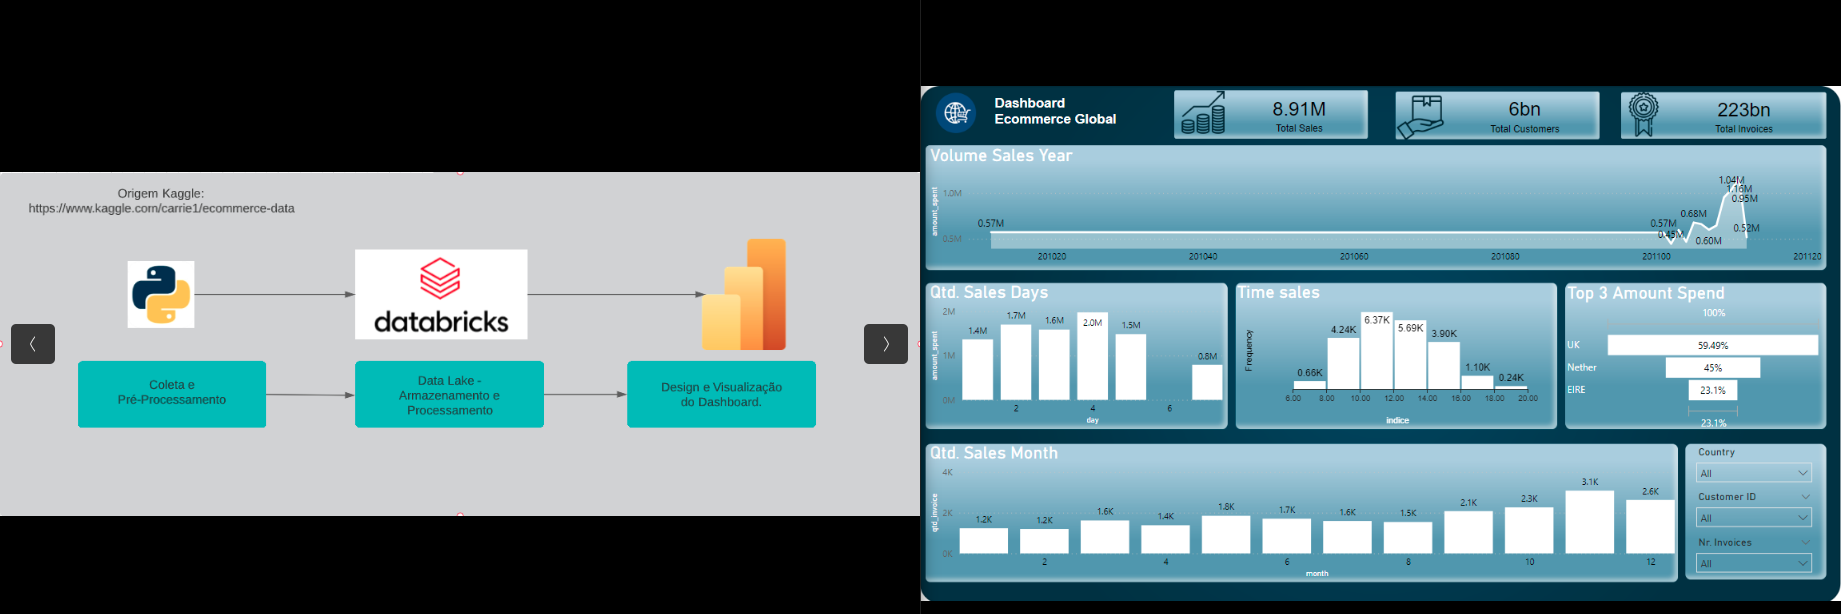 Origem Kaggle:
https://www.kaggle.com/carrie1/ecommerce-data
databricks
Coleta e
Pré-Processamento
Data Lake -
Armazenamento e
Processamento
Design e Visualização
do Dashboard.
Dashboard
Ecommerce Global
8.91M
Total Sales
6bn
Total Customers
223bn
Total Invoices
Volume Sales Year
amount_spent
1.0M
0.5M
0.57M
0.57M
0.45M
0.68M
0.60M
1.04M
1.16M
0.95M
0.52M
201020
201040
201060
201080
201100
201120
Qtd. Sales Days
amount_spent
2M
1M
0M
1.4M
1.7M
1.6M
2.0M
1.5M
0.8M
2
4
6
day
Time sales
Frequency
0.66K
4.24K
6.37K
5.69K
3.90K
1.10K
0.24K
6.00
8.00
10.00
12.00
14.00
16.00
18.00
20.00
indice
Top 3 Amount Spend
100%
UK
59.49%
Nether
45%
EIRE
23.1%
23.1%
Qtd. Sales Month
qtd_invoice
4K
2K
0K
1.2K
1.2K
1.6K
1.4K
1.8K
1.7K
1.6K
1.5K
2.1K
2.3K
3.1K
2.6K
2
4
6
8
10
12
month
Country
All
Customer ID
All
Nr. Invoices
All